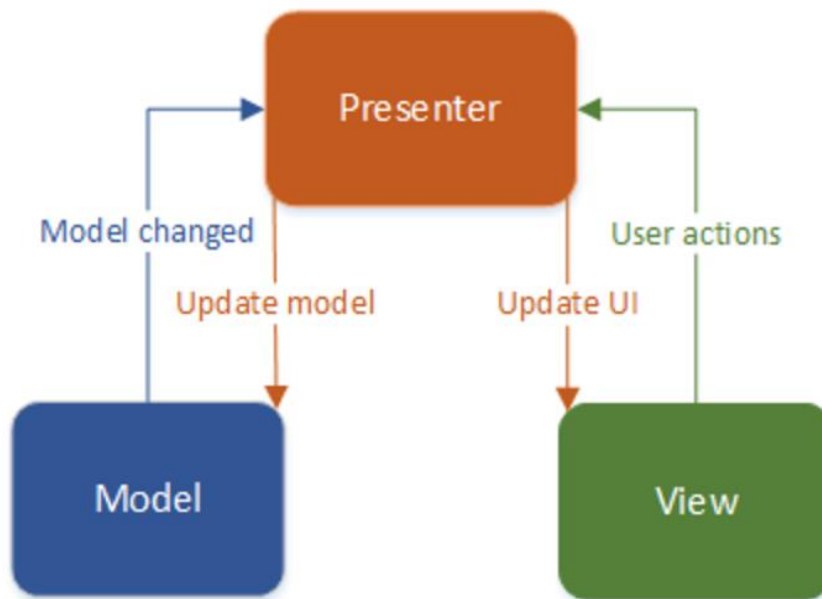 Presenter
Model changed
User actions
Update model
Update UI
Model
View